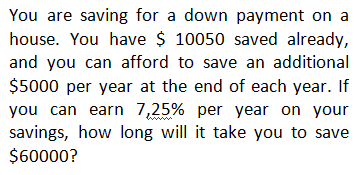 You are saving for a down payment on a
house. You have $ 10050 saved already,
and you can afford to save an additional
$5000 per year at the end of each year. If
you can earn 7,25% per year on your
savings, how long will it take you to save
$60000?